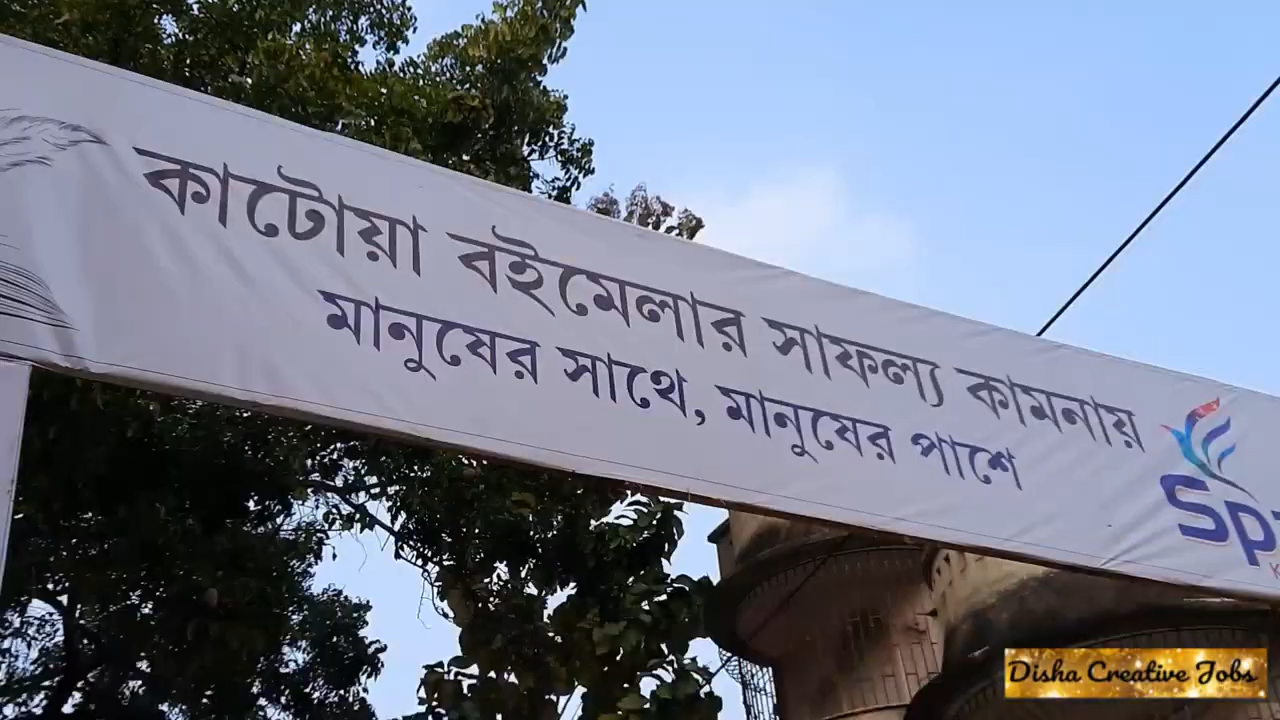 কাটোয়া বইমেলার সাফল্য কামনায়
মানুষের সাথে, মানুষের পাশে
Disha Creative Jobs